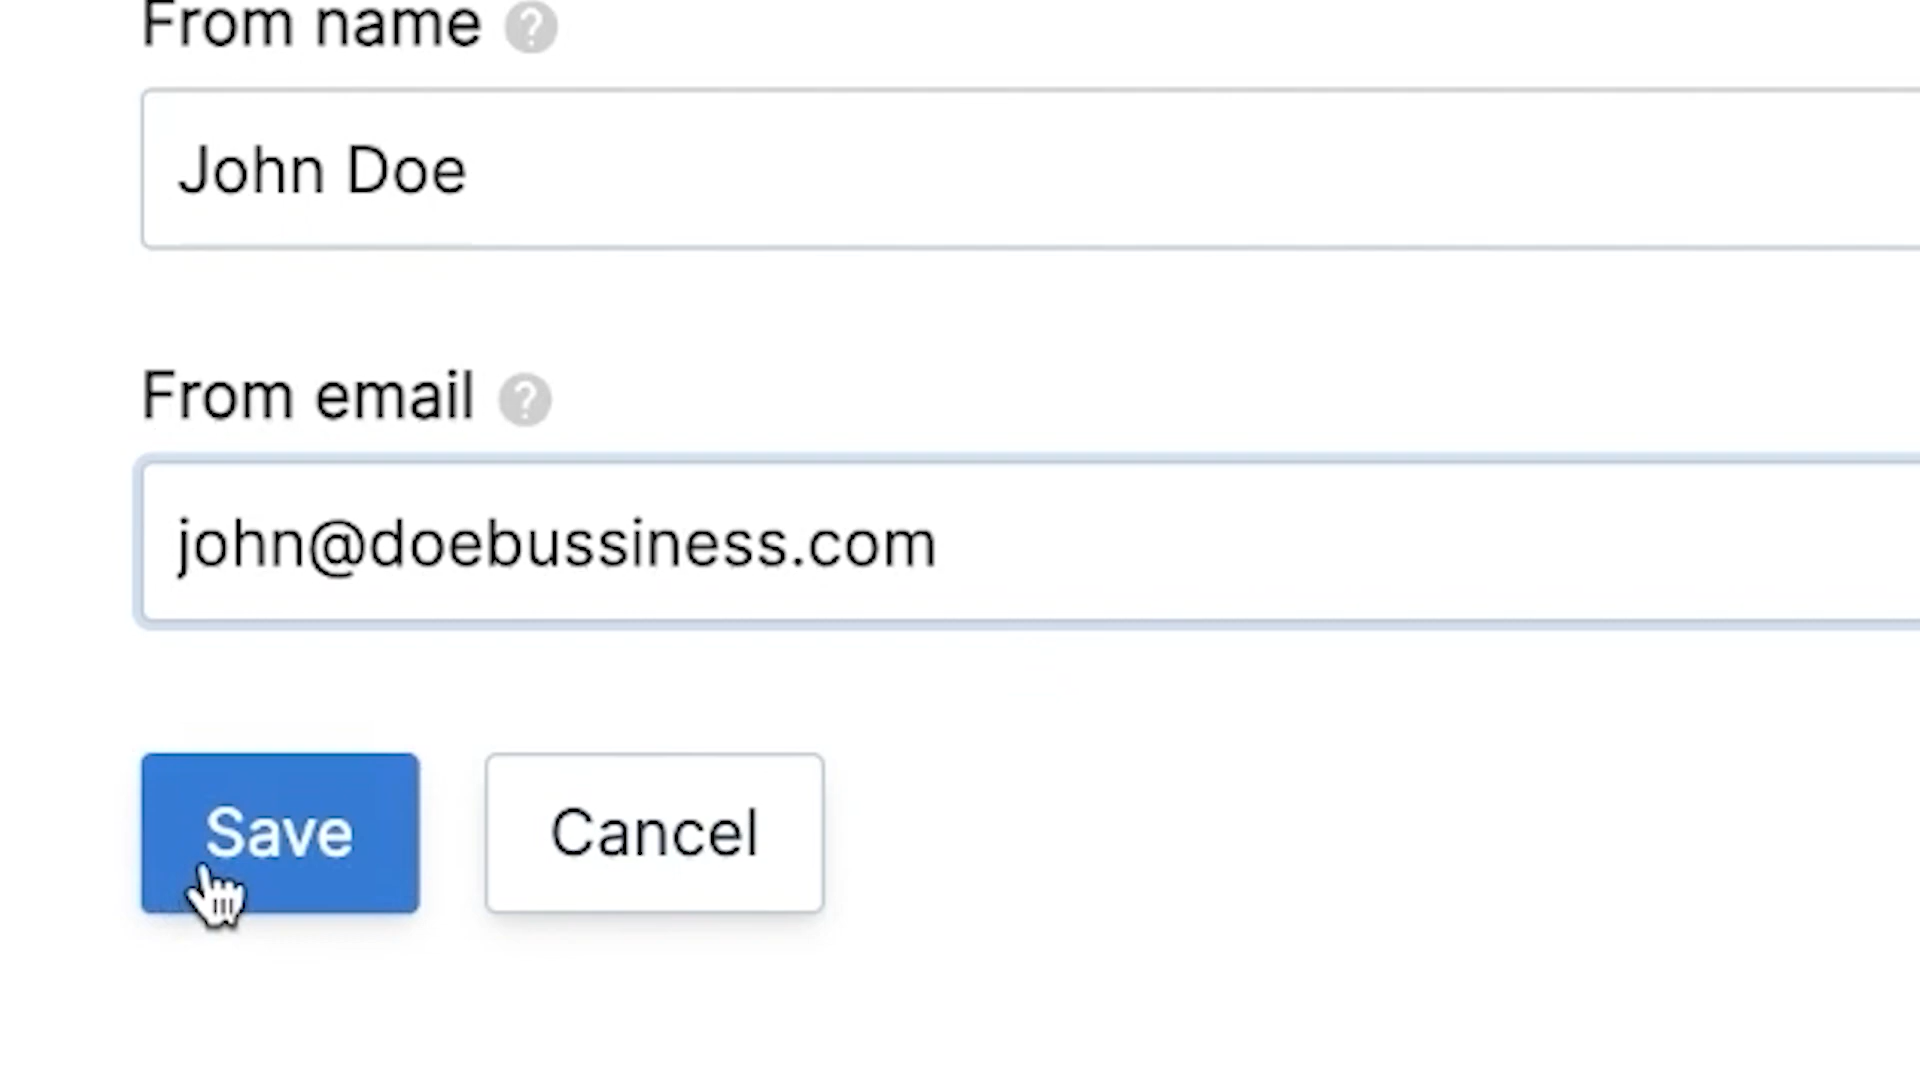 From name ?
John Doe
From email ?
john@doebussiness.com
Save Cancel